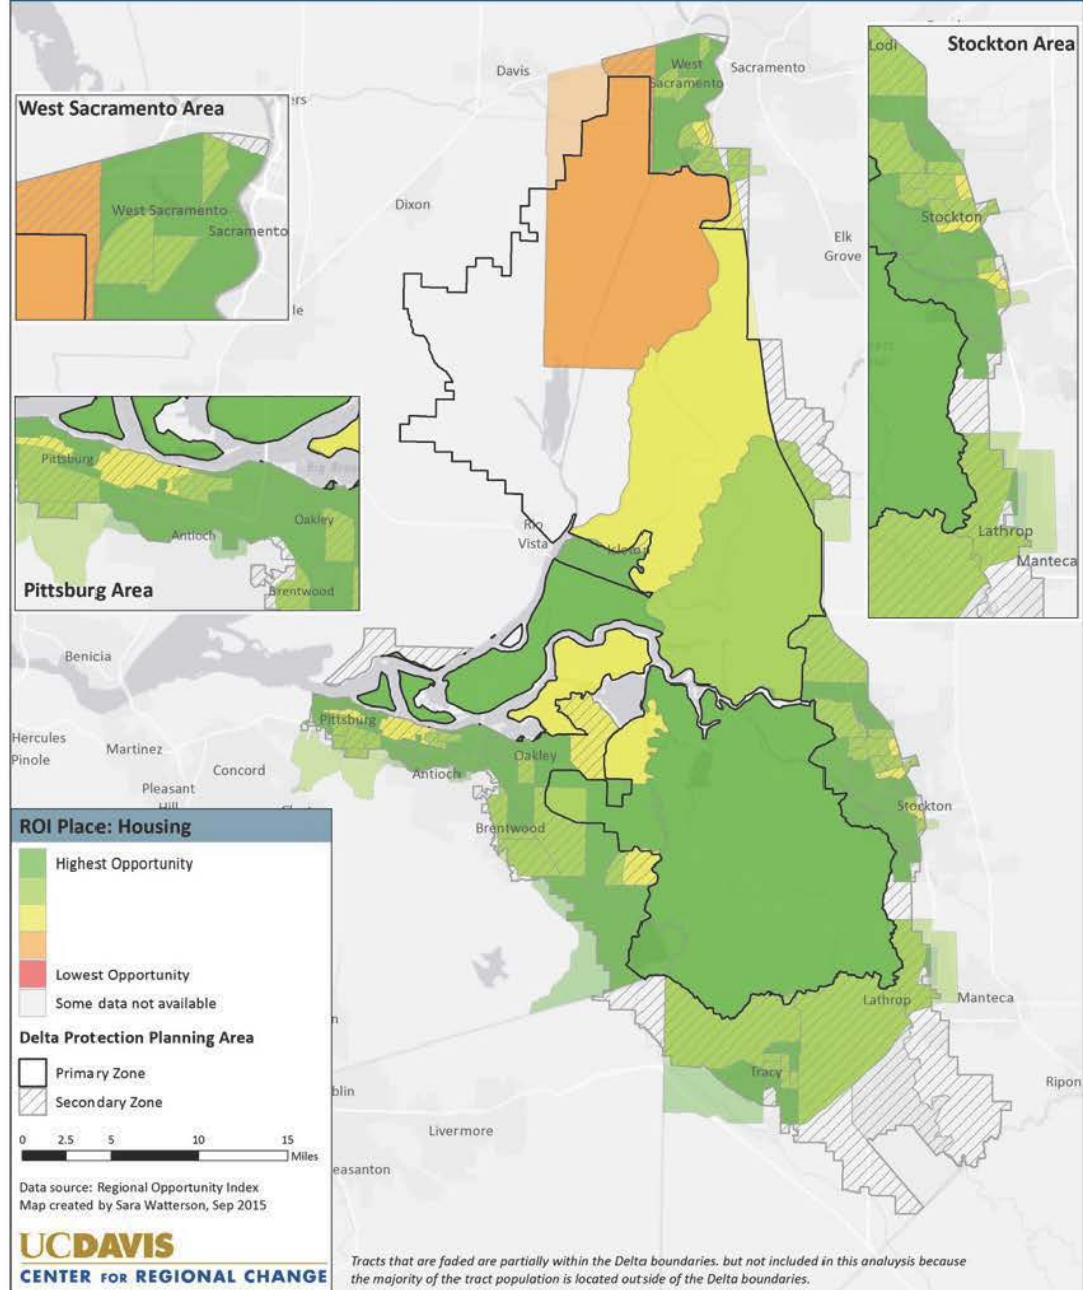 Stockton Area
Lodi
Stockton
Lathrop
Manteca
West Sacramento Area
West Sacramento
Sacramento
Pittsburg
Antioch
Oakley
Brentwood
Pittsburg Area
Davis
West
Sacramento
Sacramento
Dixon
Elk
Grove
Rio
Vista
Isleton
Benicia
Hercules
Pinole
Martinez
Concord
Pleasant
Hill
Pittsburg
Antioch
Oakley
Brentwood
Stockton
Lathrop
Manteca
Tracy
Ripon
Livermore
blin
easanton
ROI Place: Housing
Highest Opportunity
Lowest Opportunity
Some data not available
Delta Protection Planning Area
Primary Zone
Secondary Zone
0 2.5 5 10 15
Miles
Data source: Regional Opportunity Index
Map created by Sara Watterson, Sep 2015
UCDAVIS
CENTER FOR REGIONAL CHANGE
Tracts that are faded are partially within the Delta boundaries. but not included in this analuysis because
the majority of the tract population is located outside of the Delta boundaries.